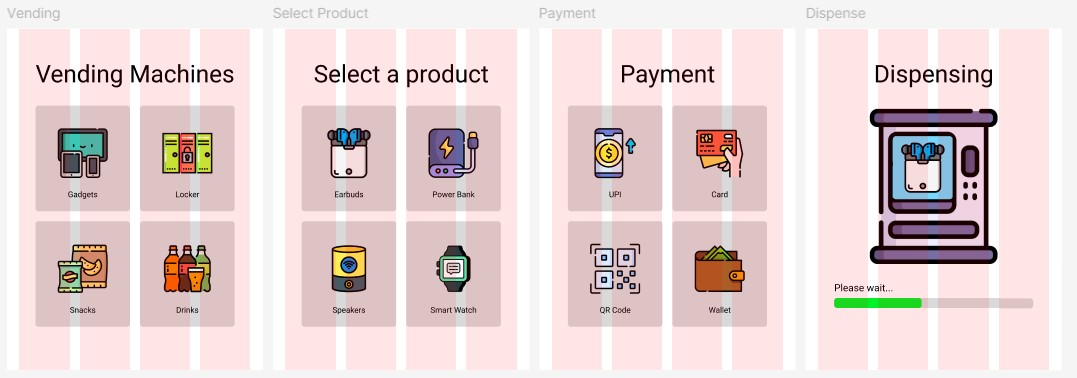 Vending
Select Product
Payment
Dispense
Vending Machines
Gadgets
Locker
Snacks
Drinks
Select a product
Earbuds
Power Bank
Speakers
Smart Watch
Payment
UPI
Card
QR Code
Wallet
Dispensing
Please wait...